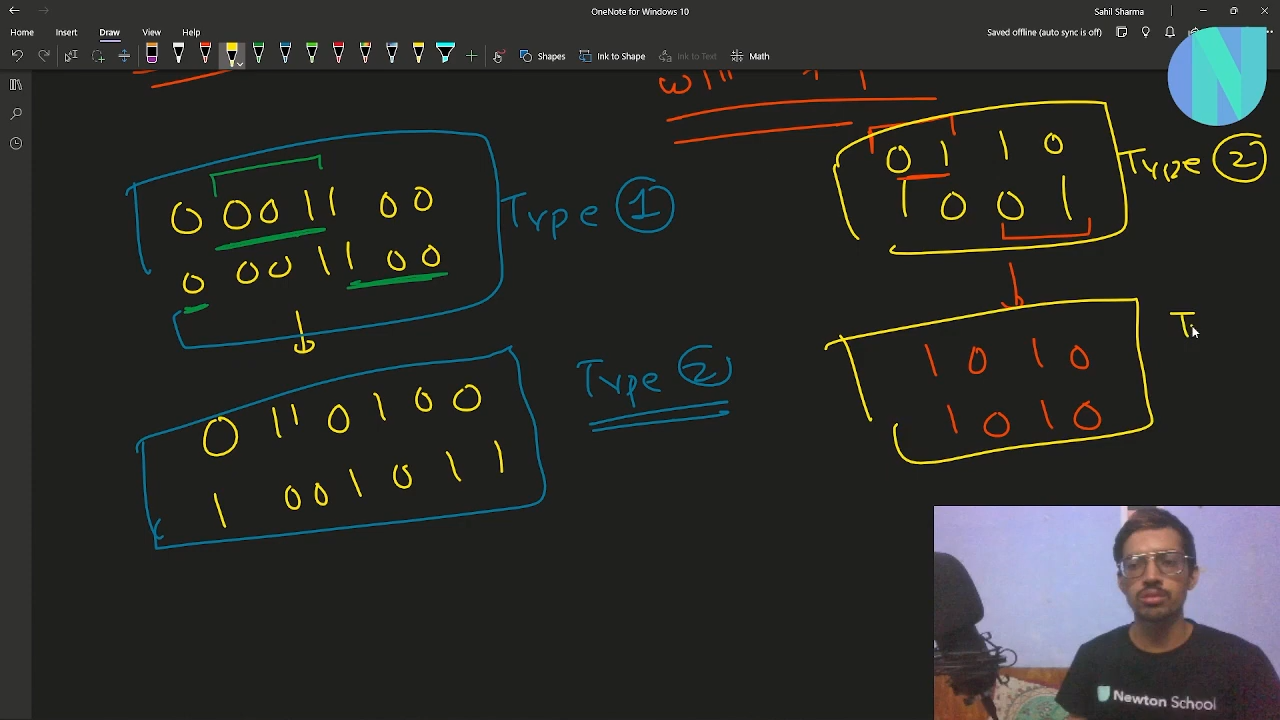 OneNote for Windows 10
Sahil Sharma
Home Insert Draw View Help
Saved offline (auto sync is off)
Shapes Ink to Shape Ink to Text Math
will
0 0 0 1 1 0 0
0 0 0 1 1 0 0
Type 1
0 1 1 0 1 0 0
1 0 0 1 0 1 1
Type 2
0 1 1 0
1 0 0 1
Type 2
1 0 1 0
1 0 1 0
T
Newton School